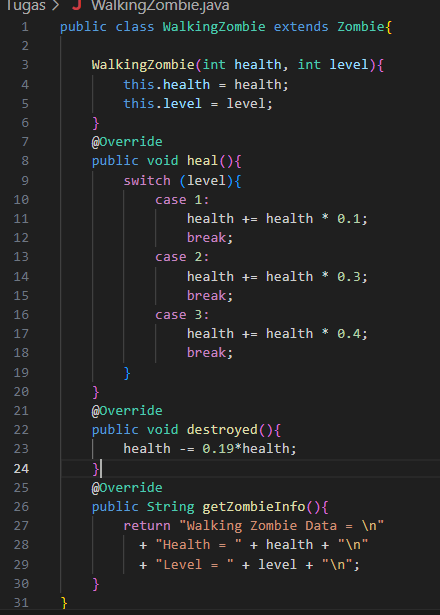 Tugas > J WalkingZombie.java
1 public class WalkingZombie extends Zombie{
2
3     WalkingZombie(int health, int level){
4         this.health = health;
5         this.level = level;
6     }
7     @Override
8     public void heal(){
9         switch (level){
10             case 1:
11                 health += health * 0.1;
12                 break;
13             case 2:
14                 health += health * 0.3;
15                 break;
16             case 3:
17                 health += health * 0.4;
18                 break;
19         }
20     }
21     @Override
22     public void destroyed(){
23         health -= 0.19*health;
24     }
25     @Override
26     public String getZombieInfo(){
27         return "Walking Zombie Data = \n"
28           + "Health = " + health + "\n"
29           + "Level = " + level + "\n";
30     }
31 }